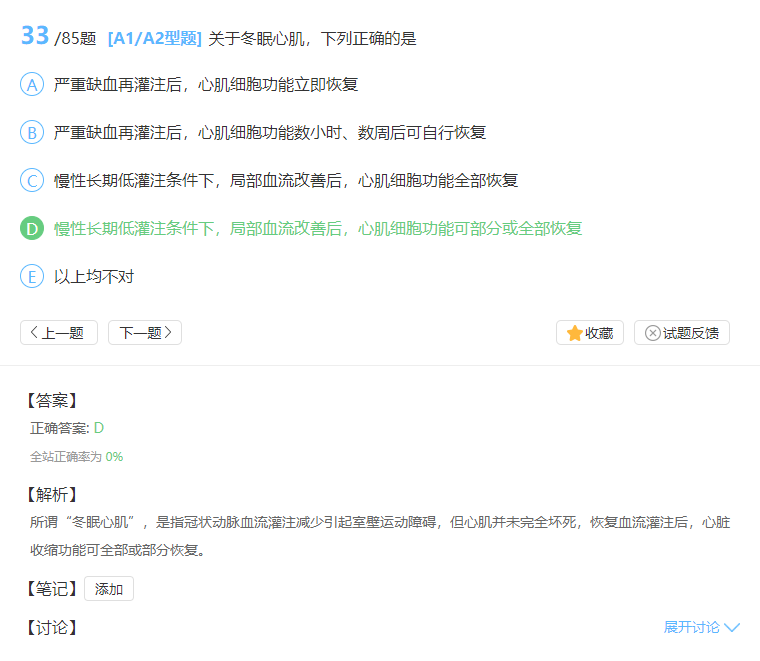 33/85题 [A1/A2型题] 关于冬眠心肌，下列正确的是
A 严重缺血再灌注后，心肌细胞功能立即恢复
B 严重缺血再灌注后，心肌细胞功能数小时、数周后可自行恢复
C 慢性长期低灌注条件下，局部血流改善后，心肌细胞功能全部恢复
D 慢性长期低灌注条件下，局部血流改善后，心肌细胞功能可部分或全部恢复
E 以上均不对
上一题 下一题 收藏 试题反馈
【答案】
正确答案: D
全站正确率为 0%
【解析】
所谓“冬眠心肌”，是指冠状动脉血流灌注减少引起室壁运动障碍，但心肌并未完全坏死，恢复血流灌注后，心脏
收缩功能可全部或部分恢复。
【笔记】 添加
【讨论】 展开讨论